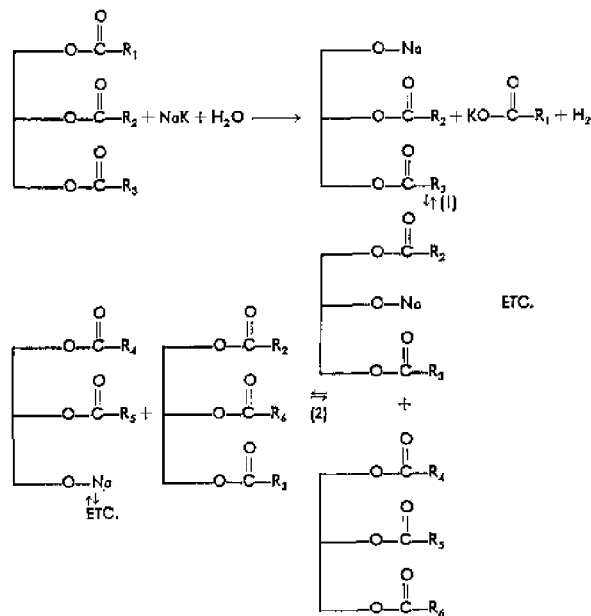 O O
O—C—R₁ O—Na
O O O
O—C—R₂ + NaK + H₂O → O—C—R₂ + KO—C—R₁ + H₂
O O
O—C—R₃ O—C—R₃
↓↑ (1)
O
O—C—R₂
O—Na ETC.
O
O—C—R₃
+
O O
O—C—R₄ O—C—R₂
O O
O—C—R₅ + O—C—R₆ ⇆ (2)
O
O—Na O—C—R₃
↑↓
ETC.
O
O—C—R₄
O
O—C—R₅
O
O—C—R₆